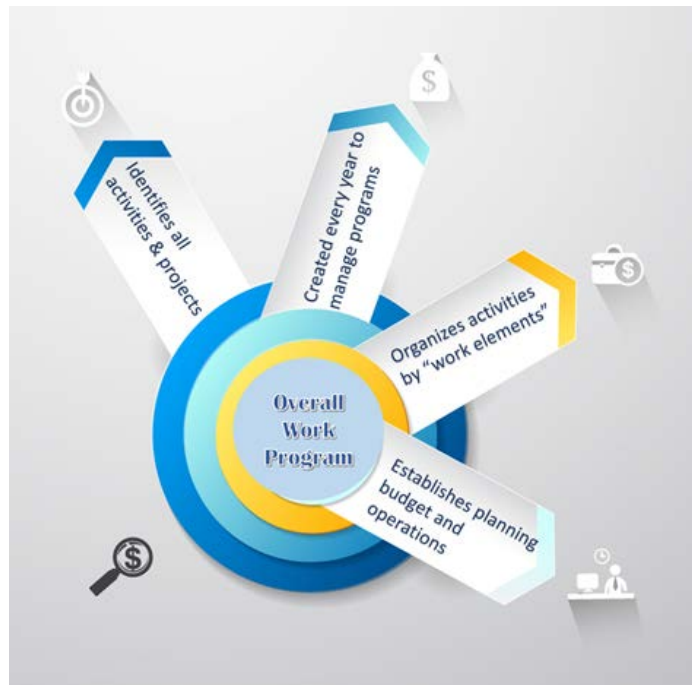 Identifies all
activities & projects
Created every year to
manage programs
Organizes activities
by “work elements”
Overall
Work
Program
Establishes planning
budget and
operations
$
$
$